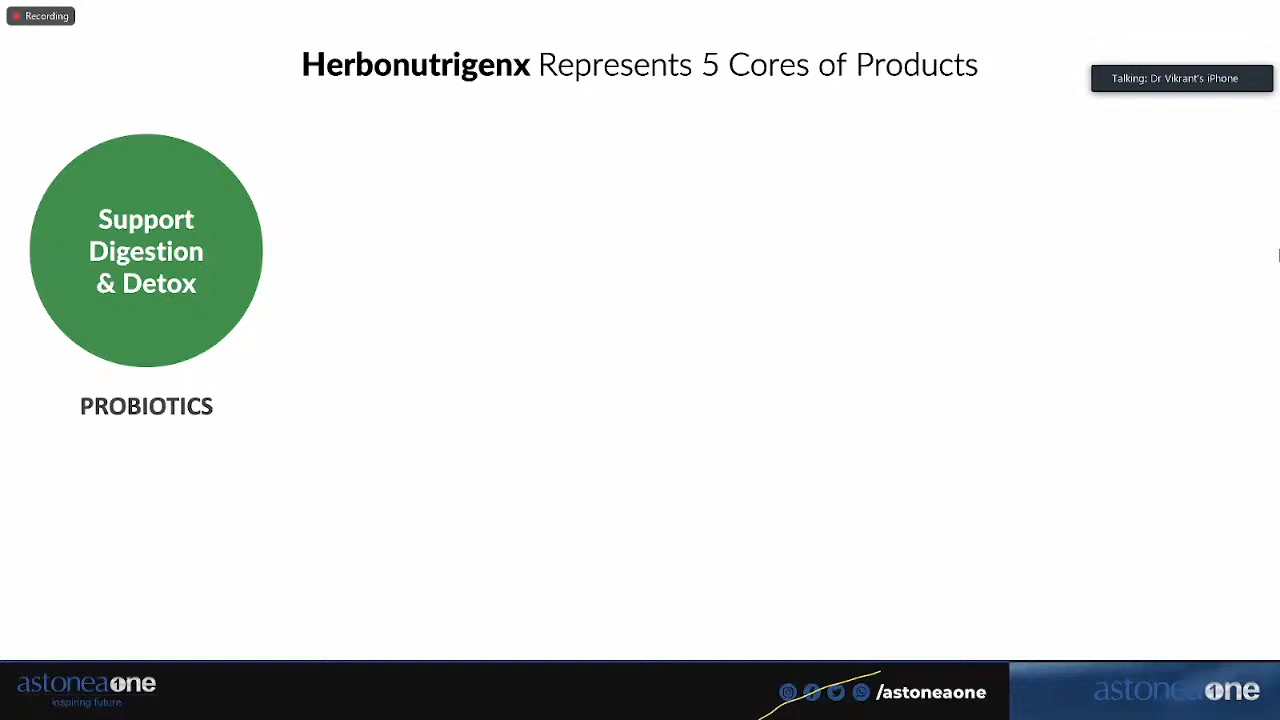 Recording
Herbonutrigenx Represents 5 Cores of Products
Talking: Dr Vikrant's iPhone
Support
Digestion
& Detox
PROBIOTICS
astoneaone
inspiring future
/astoneaone
astoneaone